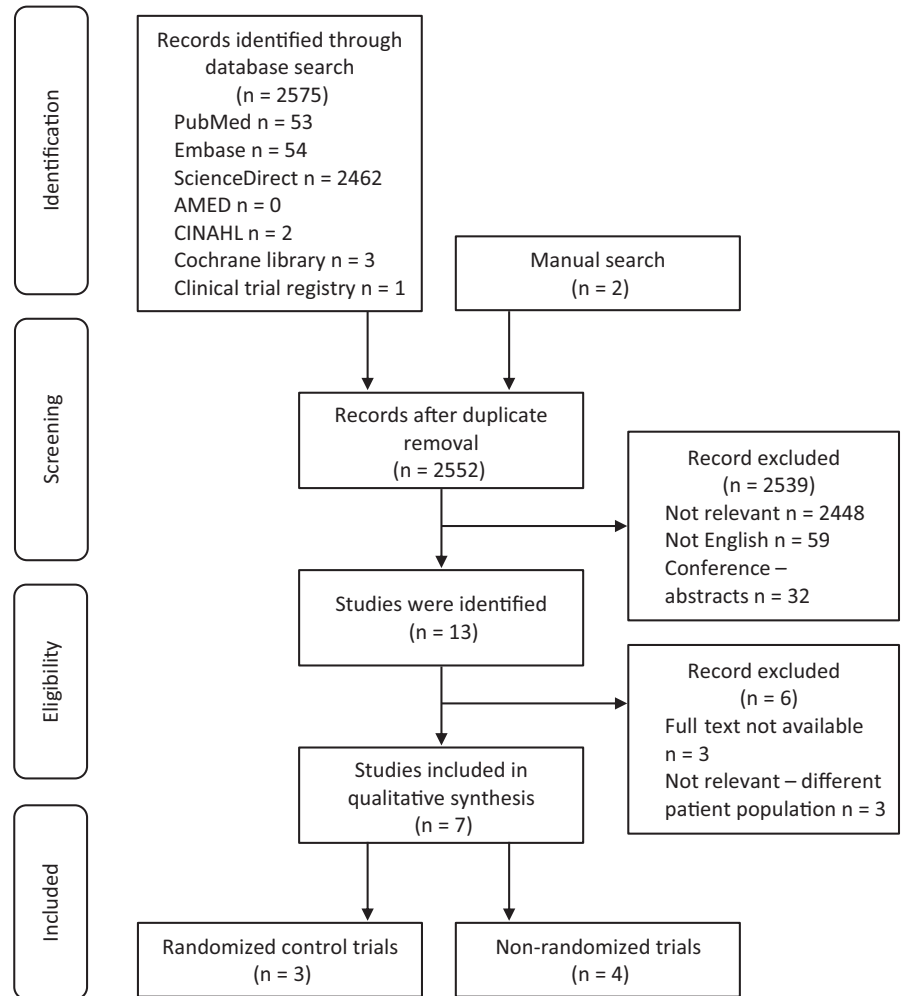 Identification
Records identified through
database search
(n = 2575)
PubMed n = 53
Embase n = 54
ScienceDirect n = 2462
AMED n = 0
CINAHL n = 2
Cochrane library n = 3
Clinical trial registry n = 1
Manual search
(n = 2)
Screening
Records after duplicate
removal
(n = 2552)
Record excluded
(n = 2539)
Not relevant n = 2448
Not English n = 59
Conference –
abstracts n = 32
Eligibility
Studies were identified
(n = 13)
Record excluded
(n = 6)
Full text not available
n = 3
Not relevant – different
patient population n = 3
Studies included in
qualitative synthesis
(n = 7)
Included
Randomized control trials
(n = 3)
Non-randomized trials
(n = 4)